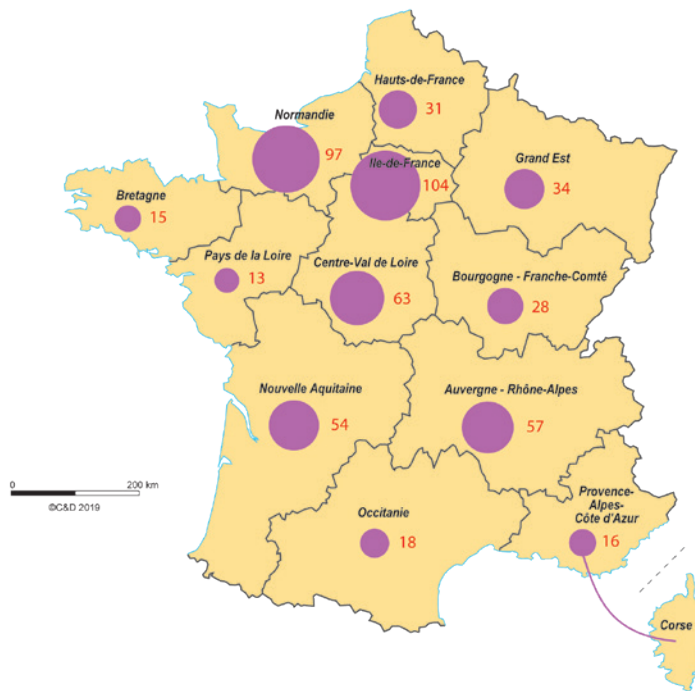 Hauts-de-France
31
Normandie
97
Ile-de-France
104
Grand Est
34
Bretagne
15
Pays de la Loire
13
Centre-Val de Loire
63
Bourgogne - Franche-Comté
28
Nouvelle Aquitaine
54
Auvergne - Rhône-Alpes
57
0 200 km
©C&D 2019
Occitanie
18
Provence-
Alpes-
Côte d'Azur
16
Corse